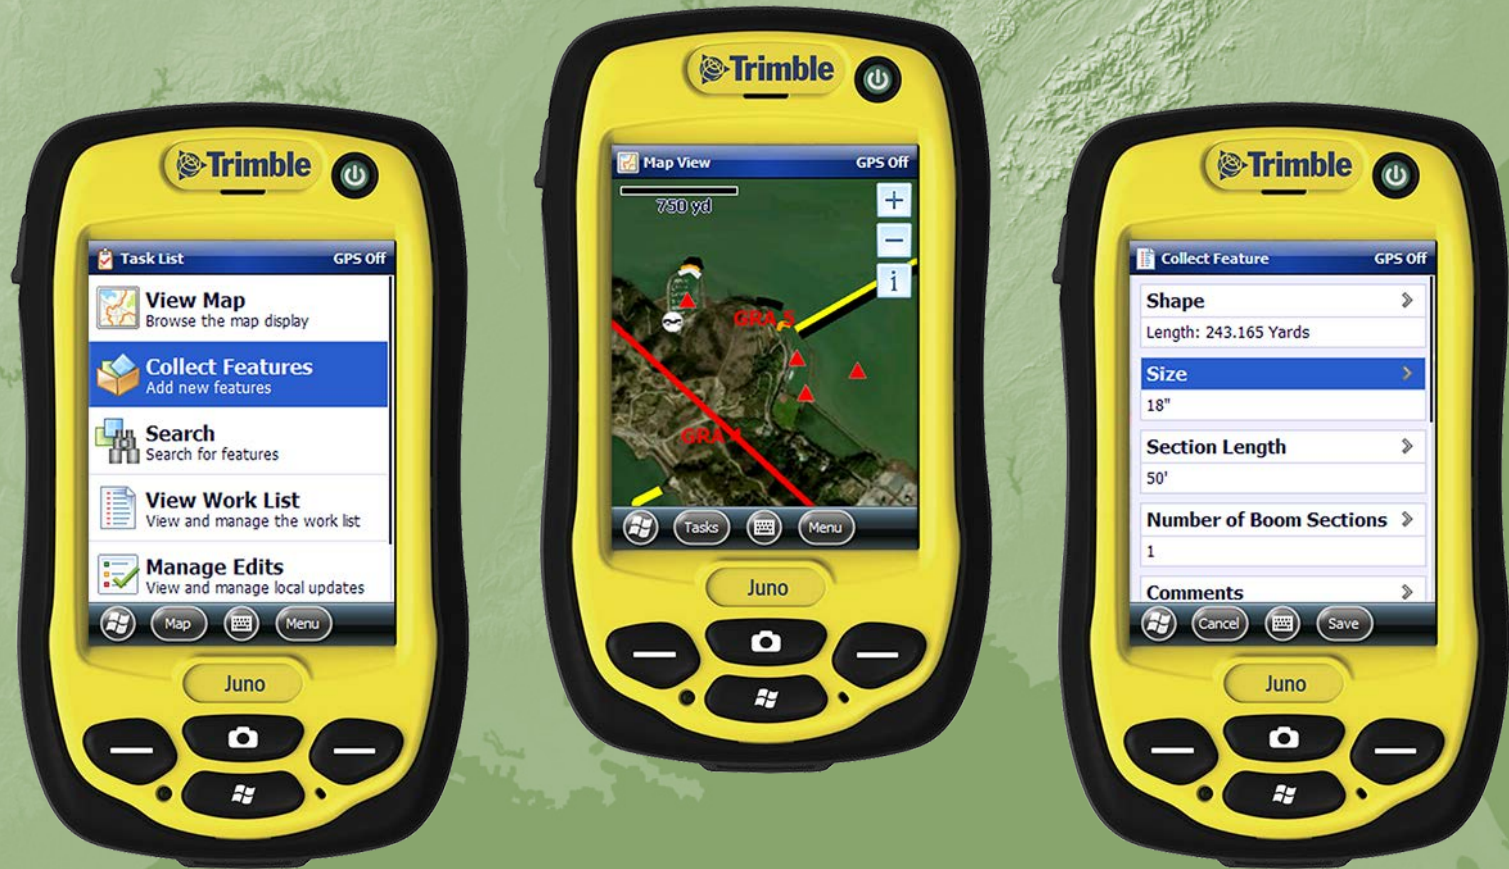 Trimble
Task List GPS Off
View Map
Browse the map display
Collect Features
Add new features
Search
Search for features
View Work List
View and manage the work list
Manage Edits
View and manage local updates
Map Menu
Juno
Trimble
Map View GPS Off
750 yd
+
−
i
GRA 5
GRA 4
Tasks Menu
Juno
Trimble
Collect Feature GPS Off
Shape
Length: 243.165 Yards
Size
18"
Section Length
50'
Number of Boom Sections
1
Comments
Cancel Save
Juno